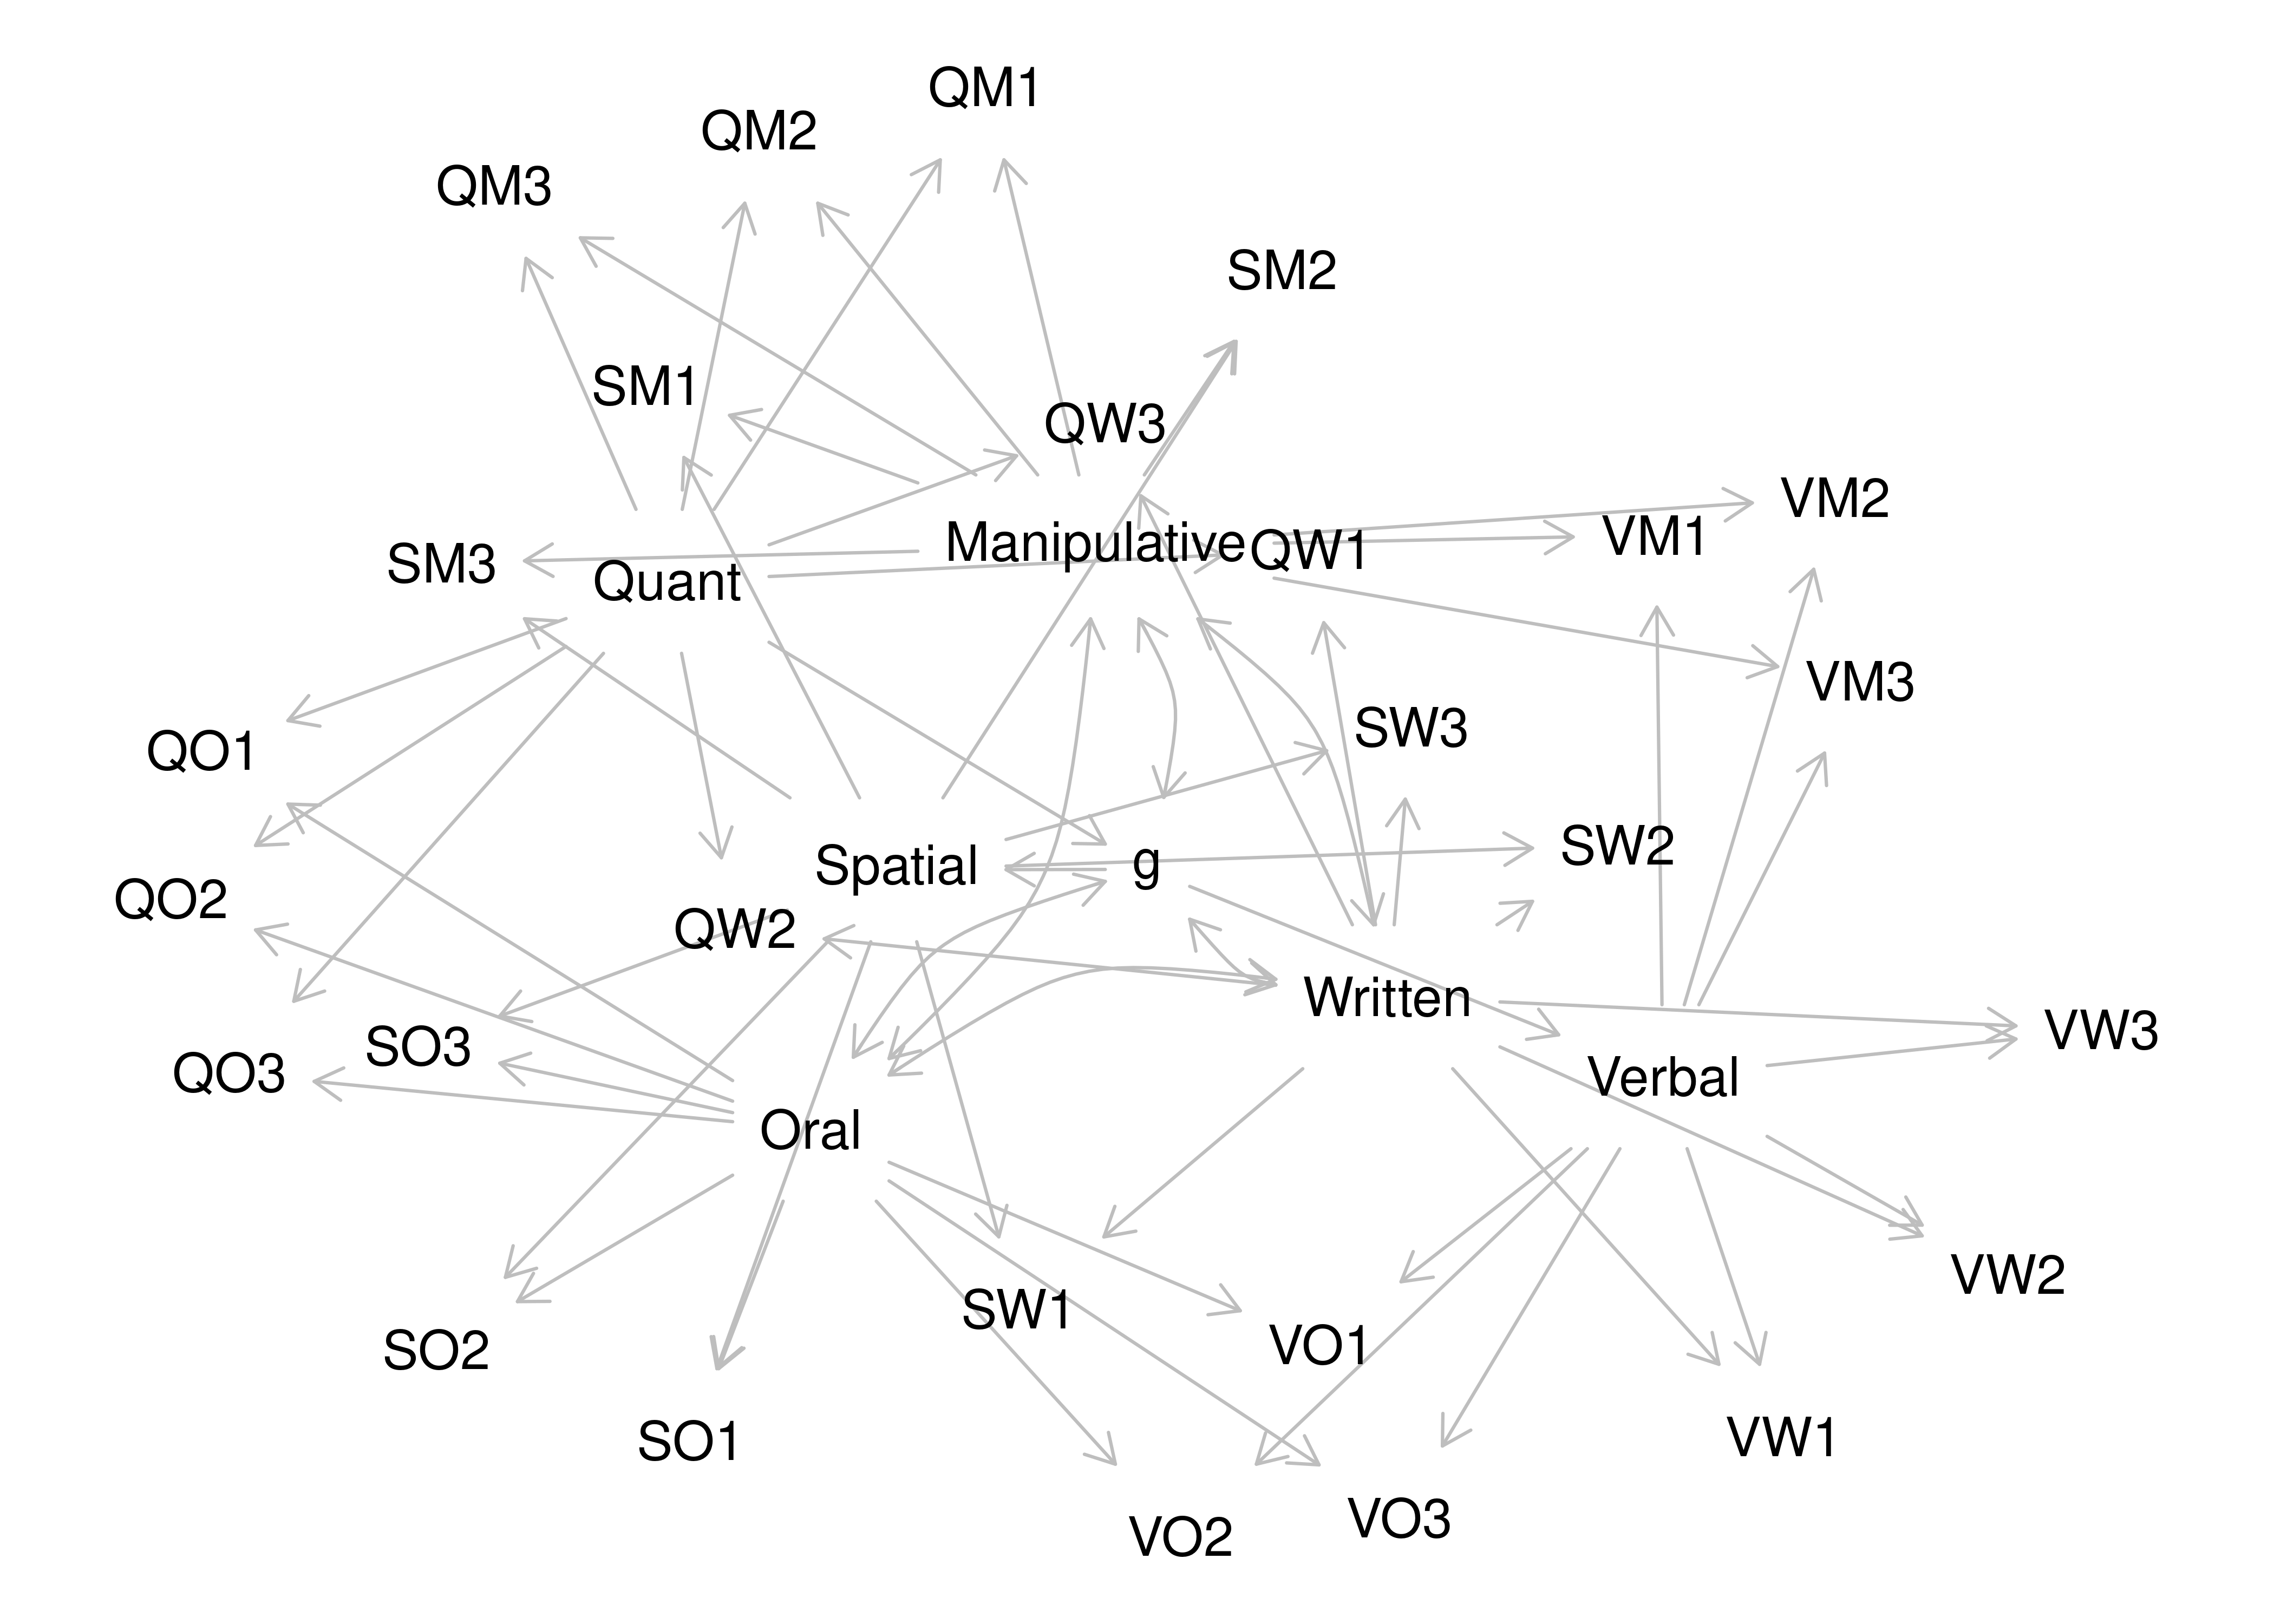 QM1
QM2
QM3
SM2
SM1
QW3
VM2
VM1
Manipulative
QW1
SM3
Quant
VM3
SW3
QO1
SW2
Spatial
g
QO2
QW2
Written
VW3
SO3
QO3
Verbal
Oral
VW2
SW1
VO1
SO2
VW1
SO1
VO3
VO2